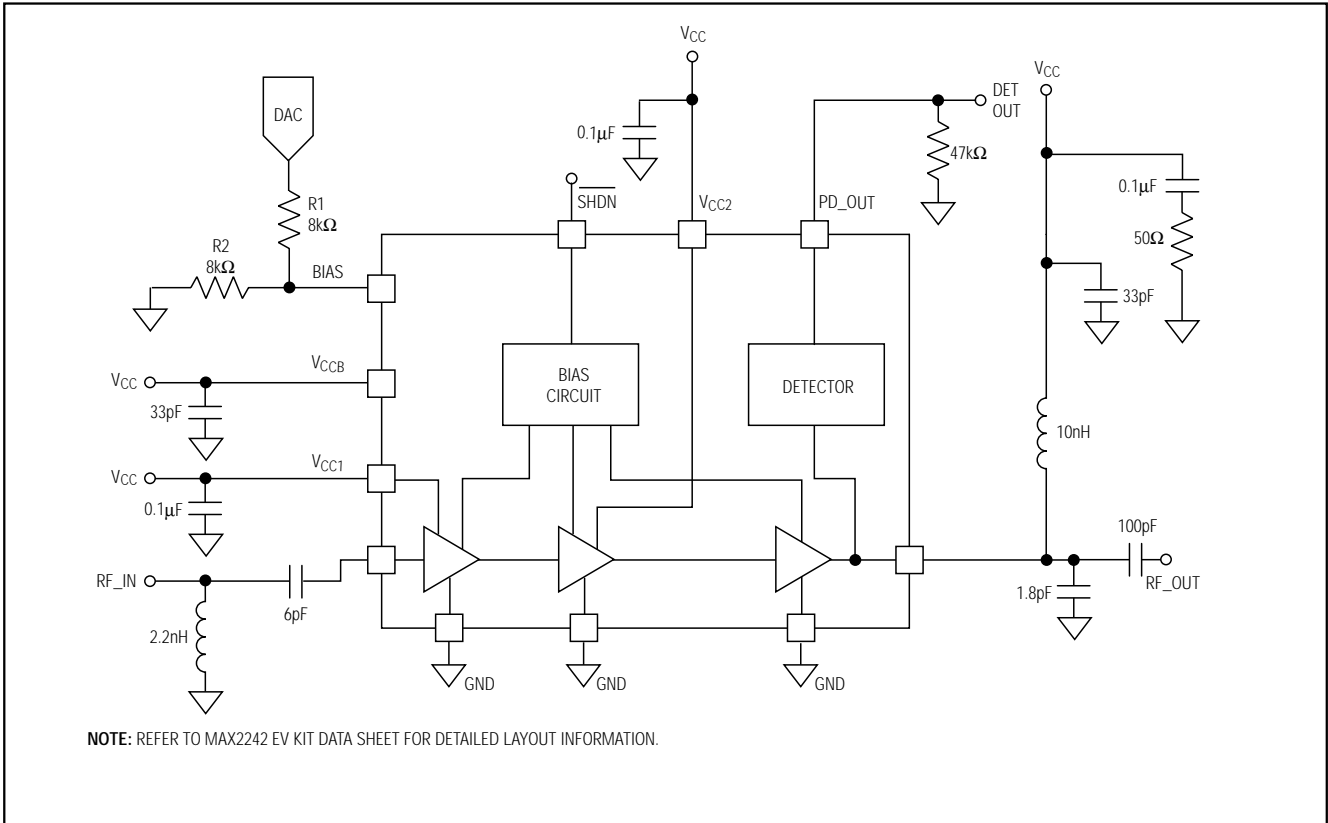 VCC
VCC
DAC
DET
OUT
0.1µF
47kΩ
0.1µF
SHDN
R1
8kΩ
VCC2
PD_OUT
50Ω
R2
8kΩ
BIAS
33pF
VCCB
VCC
BIAS
CIRCUIT
DETECTOR
33pF
10nH
VCC1
VCC
0.1µF
100pF
RF_IN
RF_OUT
6pF
1.8pF
2.2nH
GND
GND
GND
NOTE: REFER TO MAX2242 EV KIT DATA SHEET FOR DETAILED LAYOUT INFORMATION.